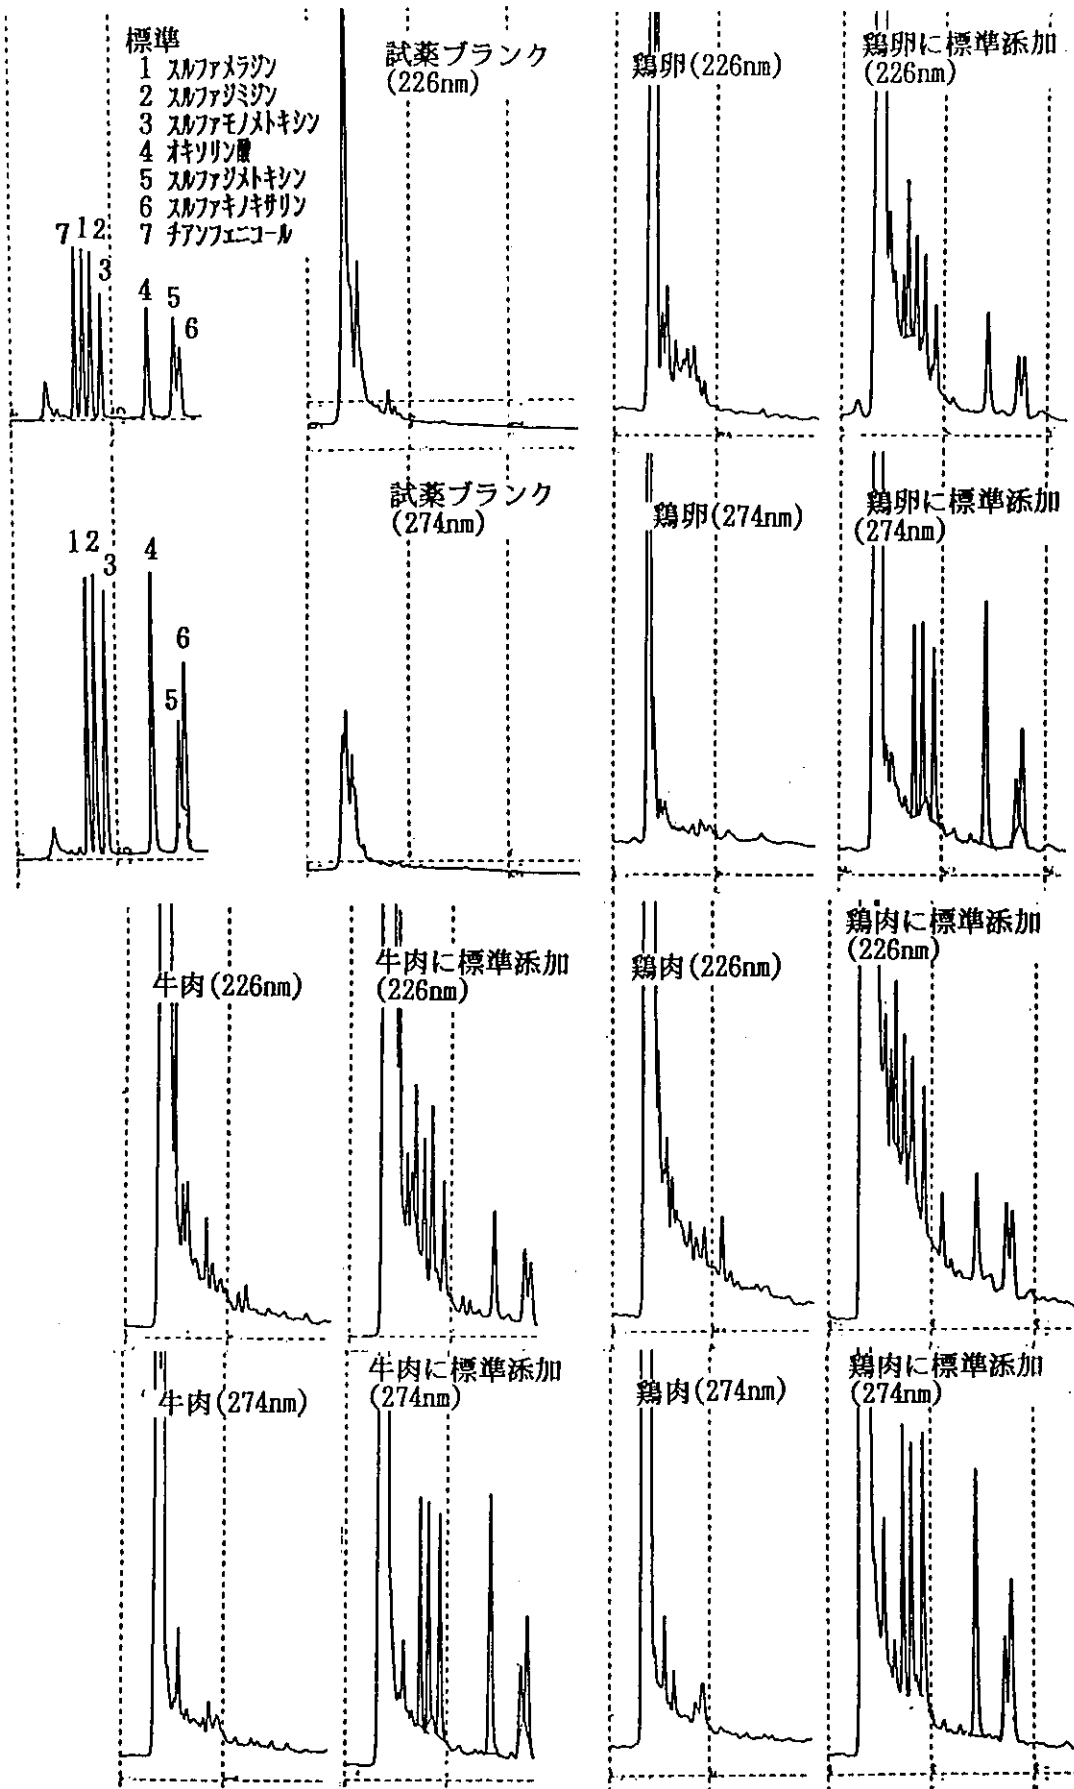 標準
1 スルファメラジン
2 スルファジミジン
3 スルファモノメトキシン
4 オキソリン酸
5 スルファジメトキシン
6 スルファキノキサリン
7 チアンフェニコール
7 1 2
3
4
5
6
試薬ブランク
(226nm)
鶏卵(226nm)
鶏卵に標準添加
(226nm)
1 2
3
4
5
6
試薬ブランク
(274nm)
鶏卵(274nm)
鶏卵に標準添加
(274nm)
牛肉(226nm)
牛肉に標準添加
(226nm)
鶏肉(226nm)
鶏肉に標準添加
(226nm)
牛肉(274nm)
牛肉に標準添加
(274nm)
鶏肉(274nm)
鶏肉に標準添加
(274nm)